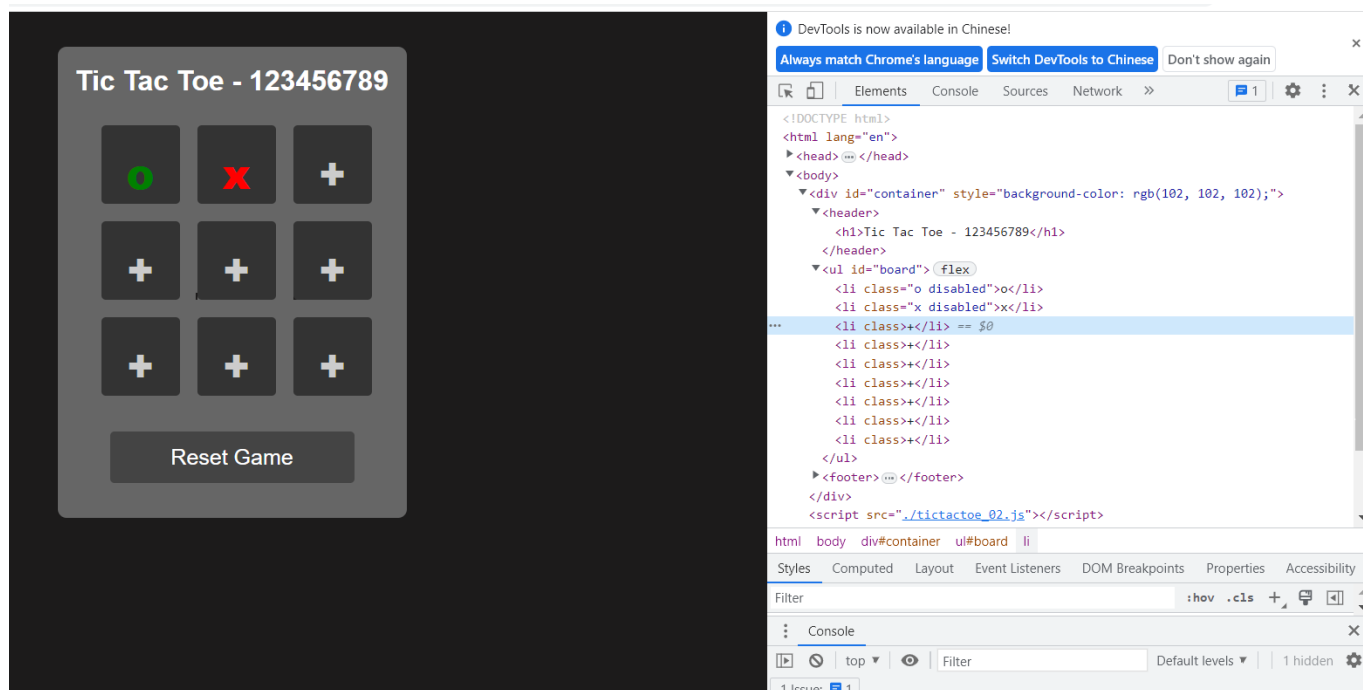 Tic Tac Toe - 123456789
o x +
+ + +
+ + +
Reset Game
DevTools is now available in Chinese!
Always match Chrome's language Switch DevTools to Chinese Don't show again
Elements Console Sources Network » 1
<!DOCTYPE html>
<html lang="en">
<head> ••• </head>
<body>
<div id="container" style="background-color: rgb(102, 102, 102);">
<header>
<h1>Tic Tac Toe - 123456789</h1>
</header>
<ul id="board"> flex
<li class="o disabled">o</li>
<li class="x disabled">x</li>
••• <li class>+</li> == $0
<li class>+</li>
<li class>+</li>
<li class>+</li>
<li class>+</li>
<li class>+</li>
<li class>+</li>
</ul>
<footer> ••• </footer>
</div>
<script src="./tictactoe_02.js"></script>
html body div#container ul#board li
Styles Computed Layout Event Listeners DOM Breakpoints Properties Accessibility
Filter :hov .cls +
Console
top Filter Default levels 1 hidden
1 Issue: 1